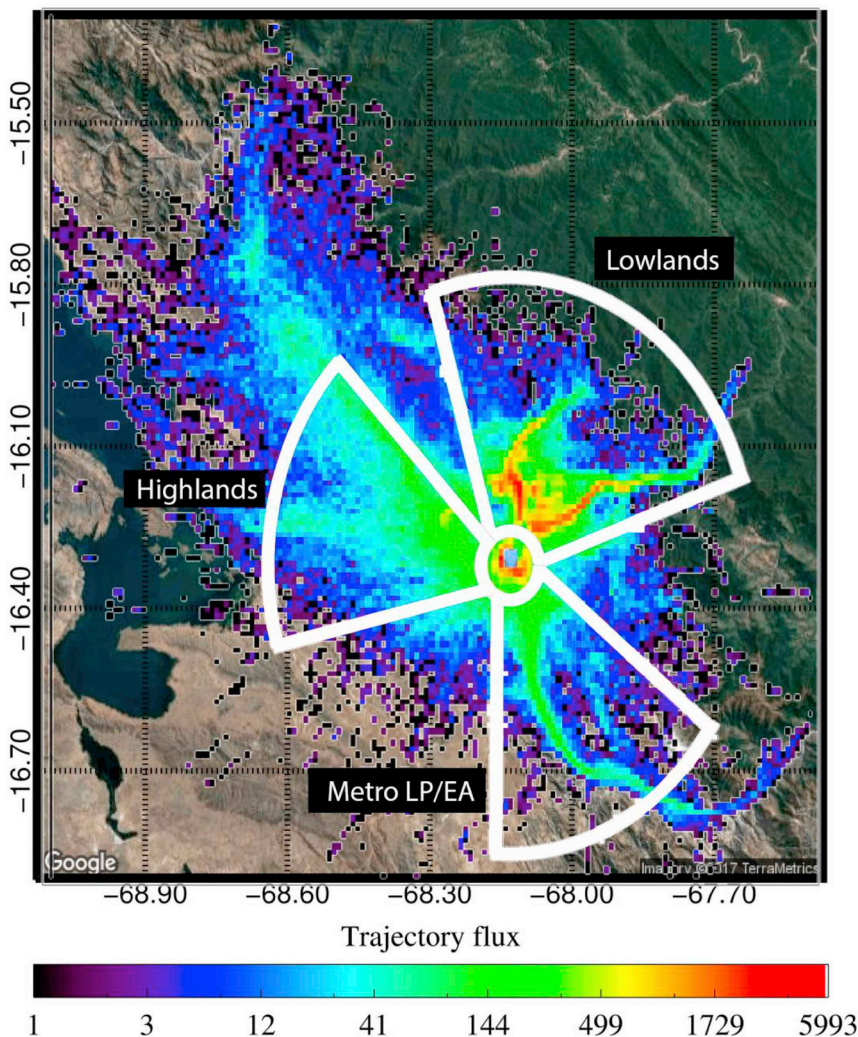 −15.50
Lowlands
−15.80
−16.10
Highlands
−16.40
−16.70
Metro LP/EA
Google
Imagery ©2017 TerraMetrics
−68.90 −68.60 −68.30 −68.00 −67.70
Trajectory flux
1 3 12 41 144 499 1729 5993